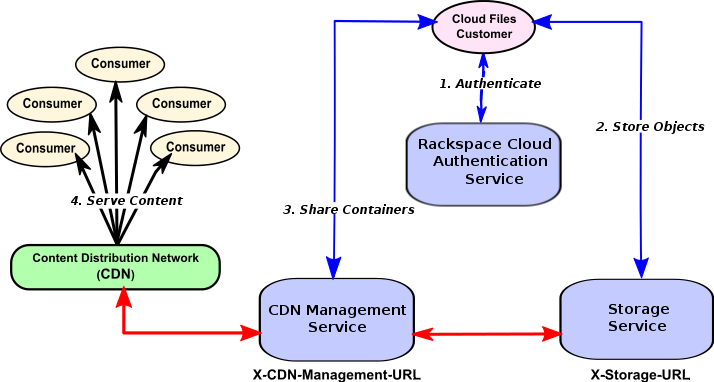 Cloud Files
Customer
Consumer
1. Authenticate
Consumer
Consumer
2. Store Objects
Rackspace Cloud
Authentication
Service
Consumer
Consumer
4. Serve Content
3. Share Containers
Content Distribution Network
(CDN)
CDN Management
Service
Storage
Service
X-CDN-Management-URL
X-Storage-URL